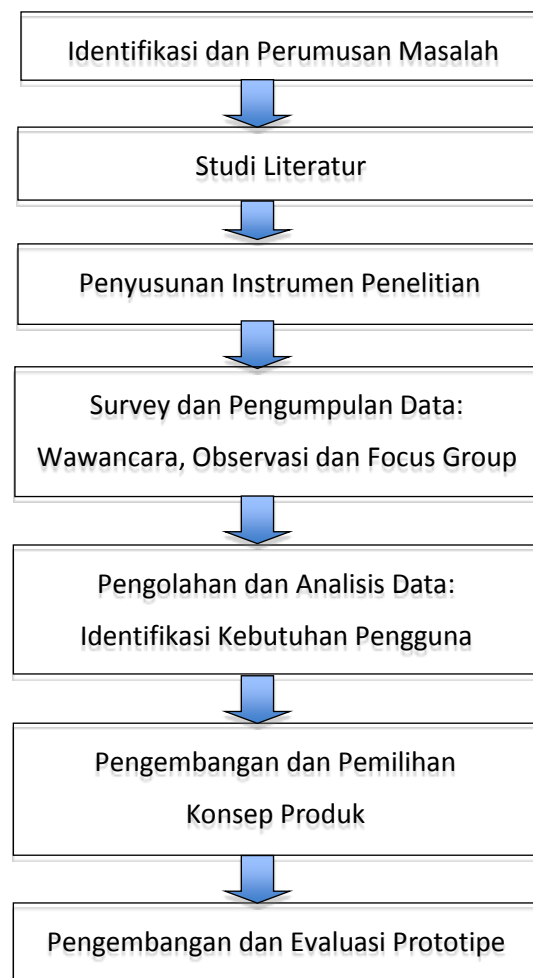 Identifikasi dan Perumusan Masalah
Studi Literatur
Penyusunan Instrumen Penelitian
Survey dan Pengumpulan Data:
Wawancara, Observasi dan Focus Group
Pengolahan dan Analisis Data:
Identifikasi Kebutuhan Pengguna
Pengembangan dan Pemilihan
Konsep Produk
Pengembangan dan Evaluasi Prototipe